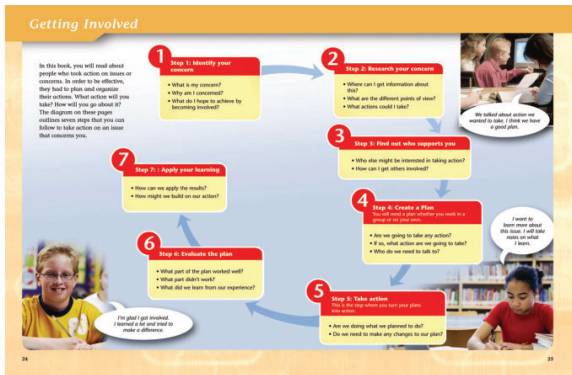 Getting Involved
In this book, you will read about
people who took action on issues or
concerns. In order to be effective,
they had to plan and organize
their actions. What action will you
take? How will you go about it?
The diagram on these pages
outlines seven steps that you can
follow to take action on an issue
that concerns you.
1
Step 1: Identify your
concern
• What is my concern?
• Why am I concerned?
• What do I hope to achieve by
becoming involved?
2
Step 2: Research your concern
• Where can I get information about
this?
• What are the different points of view?
• What actions could I take?
We talked about action we
wanted to take. I think we have
a good plan.
3
Step 3: Find out who supports you
• Who else might be interested in taking action?
• How can I get others involved?
4
Step 4: Create a Plan
You will need a plan whether you work in a
group or on your own.
• Are we going to take any action?
• If so, what action are we going to take?
• Who do we need to talk to?
I want to
learn more about
this issue. I will take
notes on what
I learn.
5
Step 5: Take action
This is the step where you turn your plans
into action.
• Are we doing what we planned to do?
• Do we need to make any changes to our plan?
6
Step 6: Evaluate the plan
• What part of the plan worked well?
• What part didn't work?
• What did we learn from our experience?
7
Step 7: : Apply your learning
• How can we apply the results?
• How might we build on our action?
I'm glad I got involved.
I learned a lot and tried to
make a difference.
24
25